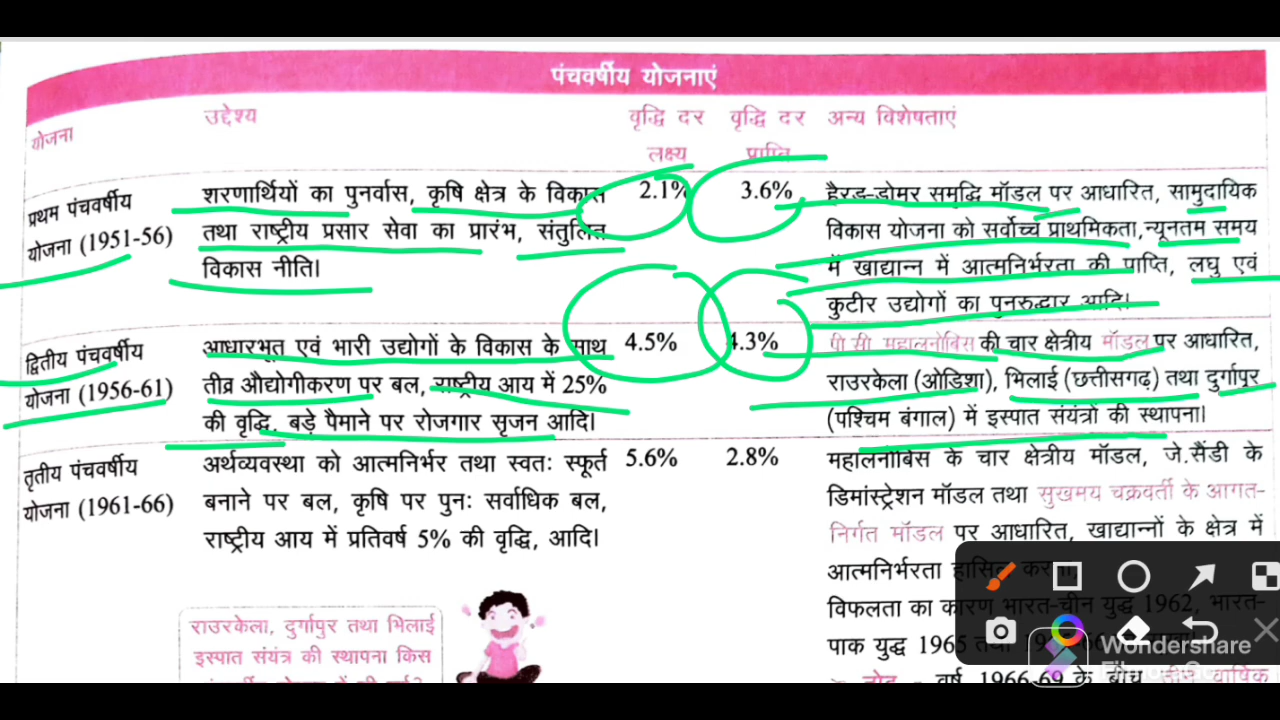 पंचवर्षीय योजनाएं
योजना
उद्देश्य
वृद्धि दर
लक्ष्य
वृद्धि दर
प्राप्ति
अन्य विशेषताएं
प्रथम पंचवर्षीय
योजना (1951-56)
शरणार्थियों का पुनर्वास, कृषि क्षेत्र के विकास
तथा राष्ट्रीय प्रसार सेवा का प्रारंभ, संतुलित
विकास नीति।
2.1%
3.6%
हैरड-डोमर समृद्धि मॉडल पर आधारित, सामुदायिक
विकास योजना को सर्वोच्च प्राथमिकता, न्यूनतम समय
में खाद्यान्न में आत्मनिर्भरता की प्राप्ति, लघु एवं
कुटीर उद्योगों का पुनरुद्धार आदि।
द्वितीय पंचवर्षीय
योजना (1956-61)
आधारभूत एवं भारी उद्योगों के विकास के साथ
तीव्र औद्योगीकरण पर बल, राष्ट्रीय आय में 25%
की वृद्धि, बड़े पैमाने पर रोजगार सृजन आदि।
4.5%
4.3%
पी सी महालनोबिस की चार क्षेत्रीय मॉडल पर आधारित,
राउरकेला (ओडिशा), भिलाई (छत्तीसगढ़) तथा दुर्गापुर
(पश्चिम बंगाल) में इस्पात संयंत्रों की स्थापना।
तृतीय पंचवर्षीय
योजना (1961-66)
अर्थव्यवस्था को आत्मनिर्भर तथा स्वतः स्फूर्त
बनाने पर बल, कृषि पर पुनः सर्वाधिक बल,
राष्ट्रीय आय में प्रतिवर्ष 5% की वृद्धि, आदि।
5.6%
2.8%
महालनोबिस के चार क्षेत्रीय मॉडल, जे.सैंडी के
डिमांस्ट्रेशन मॉडल तथा सुखमय चक्रवर्ती के आगत-
निर्गत मॉडल पर आधारित, खाद्यान्नों के क्षेत्र में
आत्मनिर्भरता हासिल करना,
विफलता का कारण भारत-चीन युद्ध 1962, भारत-
पाक युद्ध 1965 तथा
नोट- वर्ष 1966-69 के बीच तीन वार्षिक
राउरकेला, दुर्गापुर तथा भिलाई
इस्पात संयंत्र की स्थापना किस
Wondershare